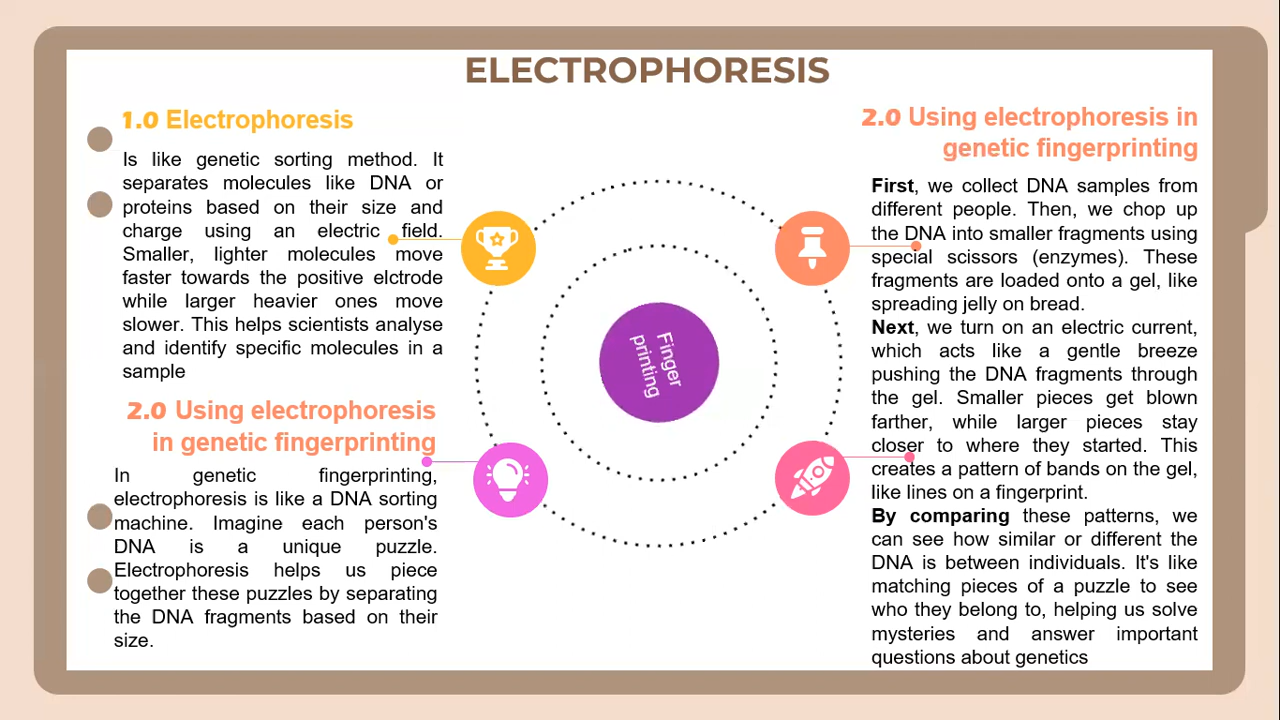 ELECTROPHORESIS
1.0 Electrophoresis
Is like genetic sorting method. It
separates molecules like DNA or
proteins based on their size and
charge using an electric field.
Smaller, lighter molecules move
faster towards the positive elctrode
while larger heavier ones move
slower. This helps scientists analyse
and identify specific molecules in a
sample
2.0 Using electrophoresis
in genetic fingerprinting
In genetic fingerprinting,
electrophoresis is like a DNA sorting
machine. Imagine each person's
DNA is a unique puzzle.
Electrophoresis helps us piece
together these puzzles by separating
the DNA fragments based on their
size.
Finger
printing
2.0 Using electrophoresis in
genetic fingerprinting
First, we collect DNA samples from
different people. Then, we chop up
the DNA into smaller fragments using
special scissors (enzymes). These
fragments are loaded onto a gel, like
spreading jelly on bread.
Next, we turn on an electric current,
which acts like a gentle breeze
pushing the DNA fragments through
the gel. Smaller pieces get blown
farther, while larger pieces stay
closer to where they started. This
creates a pattern of bands on the gel,
like lines on a fingerprint.
By comparing these patterns, we
can see how similar or different the
DNA is between individuals. It's like
matching pieces of a puzzle to see
who they belong to, helping us solve
mysteries and answer important
questions about genetics